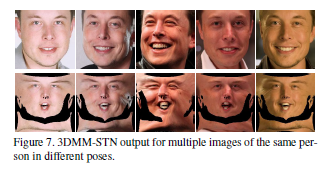 Figure 7. 3DMM-STN output for multiple images of the same per-
son in different poses.